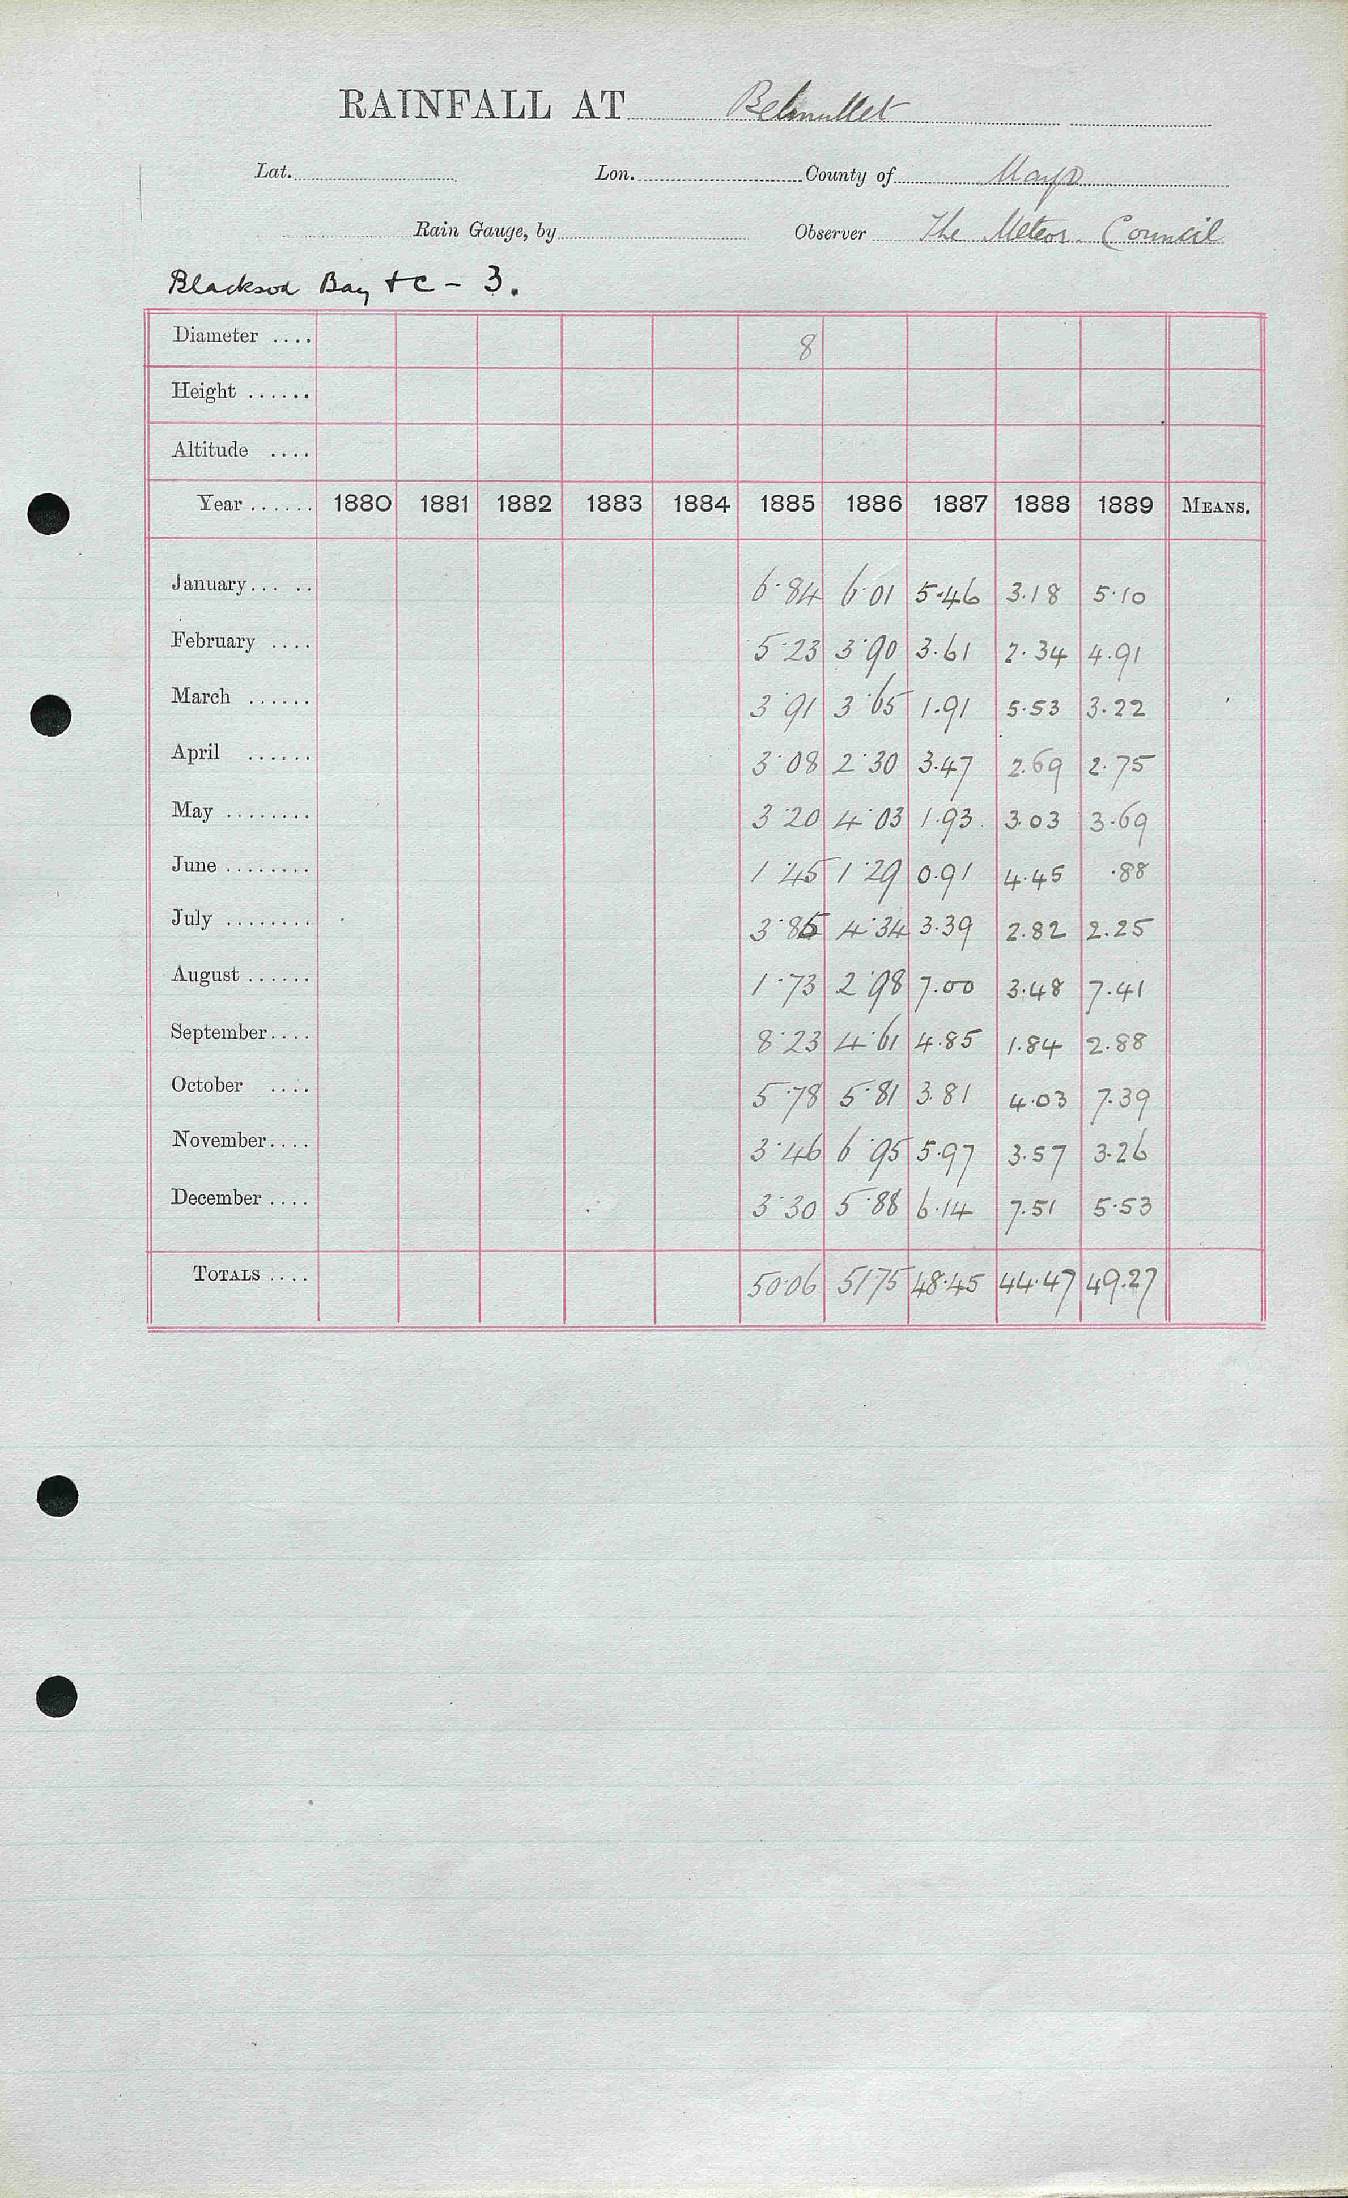 RAINFALL AT Belmullet
Lat. Lon. County of Mayo
Rain Gauge, by Observer The Meteor. Council
Blacksod Bay + C - 3.
Diameter .... 8
Height ......
Altitude ....
Year ...... 1880 1881 1882 1883 1884 1885 1886 1887 1888 1889 MEANS.
January... .. 6.84 6.01 5.46 3.18 5.10
February .... 5.23 3.90 3.61 2.34 4.91
March ...... 3.91 3.65 1.91 5.53 3.22
April ...... 3.08 2.30 3.47 2.69 2.75
May ........ 3.20 4.03 1.93 3.03 3.69
June ........ 1.45 1.29 0.91 4.45 .88
July ........ 3.85 4.34 3.39 2.82 2.25
August ...... 1.73 2.98 7.00 3.48 7.41
September.... 8.23 4.61 4.85 1.84 2.88
October .... 5.78 5.81 3.81 4.03 7.39
November.... 3.46 6.95 5.97 3.57 3.26
December .... 3.30 5.88 6.14 7.51 5.53
TOTALS .... 50.06 51.75 48.45 44.47 49.27